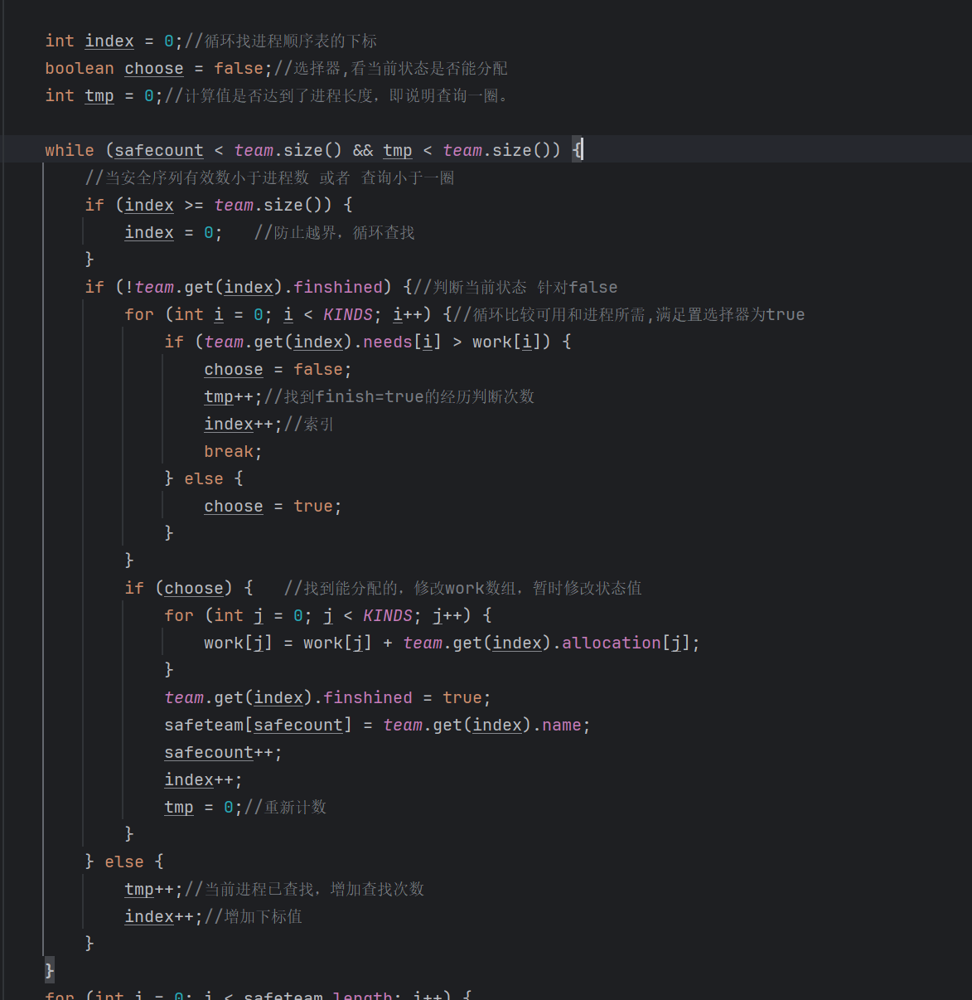 int index = 0;//循环找进程顺序表的下标
boolean choose = false;//选择器,看当前状态是否能分配
int tmp = 0;//计算值是否达到了进程长度，即说明查询一圈。
while (safecount < team.size() && tmp < team.size()) {
//当安全序列有效数小于进程数 或者 查询小于一圈
if (index >= team.size()) {
index = 0;   //防止越界，循环查找
}
if (!team.get(index).finshined) {//判断当前状态 针对false
for (int i = 0; i < KINDS; i++) {//循环比较可用和进程所需,满足置选择器为true
if (team.get(index).needs[i] > work[i]) {
choose = false;
tmp++;//找到finish=true的经历判断次数
index++;//索引
break;
} else {
choose = true;
}
}
if (choose) {   //找到能分配的，修改work数组，暂时修改状态值
for (int j = 0; j < KINDS; j++) {
work[j] = work[j] + team.get(index).allocation[j];
}
team.get(index).finshined = true;
safeteam[safecount] = team.get(index).name;
safecount++;
index++;
tmp = 0;//重新计数
}
} else {
tmp++;//当前进程已查找，增加查找次数
index++;//增加下标值
}
}
for (int i = 0; i < safeteam.length; i++) {